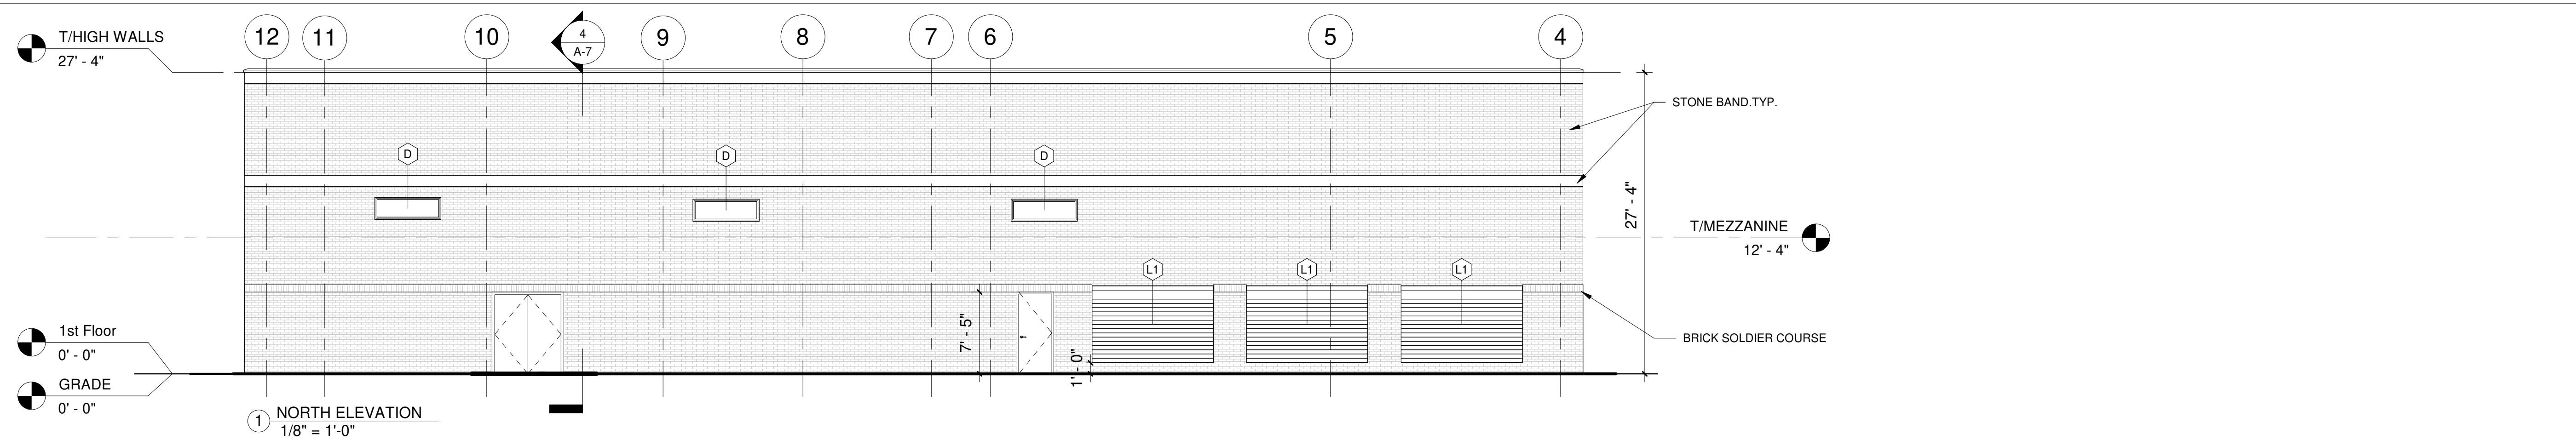 12
11
10
4
A-7
9
8
7
6
5
4
T/HIGH WALLS
27' - 4"
STONE BAND.TYP.
D
D
D
27' - 4"
T/MEZZANINE
12' - 4"
L1
L1
L1
7' - 5"
1' - 0"
BRICK SOLDIER COURSE
1st Floor
0' - 0"
GRADE
0' - 0"
1
NORTH ELEVATION
1/8" = 1'-0"